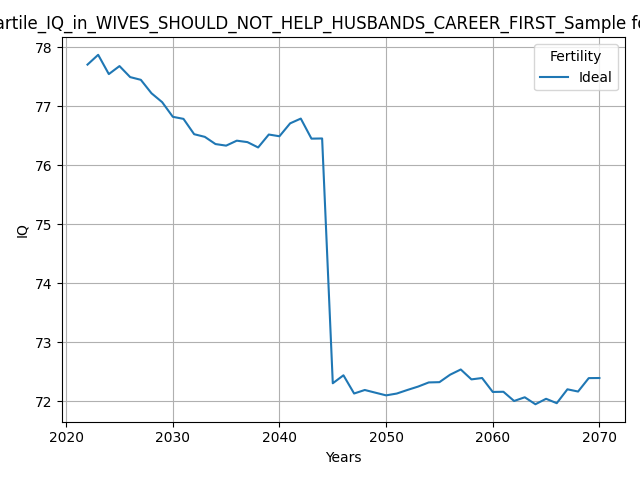 artile_IQ_in_WIVES_SHOULD_NOT_HELP_HUSBANDS_CAREER_FIRST_Sample fo
Fertility
Ideal
78
77
76
75
74
73
72
IQ
2020 2030 2040 2050 2060 2070
Years